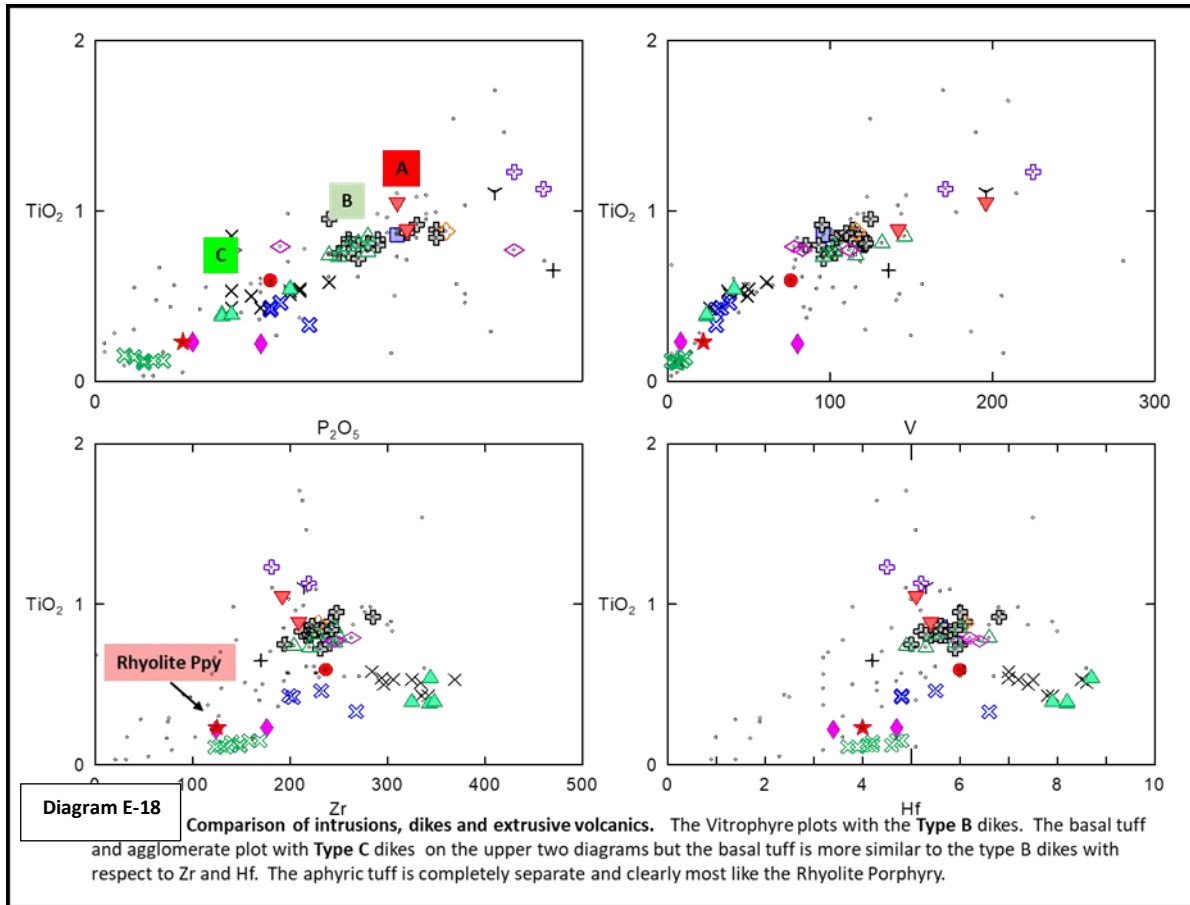 2
2
A
B
TiO2
1
TiO2
1
C
0
0
0
500
0
100
200
300
P2O5
V
2
2
TiO2
1
TiO2
1
Rhyolite Ppy
0
0
0
100
200
300
400
500
0
2
4
6
8
10
Diagram E-18
Zr
Hf
Comparison of intrusions, dikes and extrusive volcanics. The Vitrophyre plots with the Type B dikes. The basal tuff
and agglomerate plot with Type C dikes on the upper two diagrams but the basal tuff is more similar to the type B dikes with
respect to Zr and Hf. The aphyric tuff is completely separate and clearly most like the Rhyolite Porphyry.